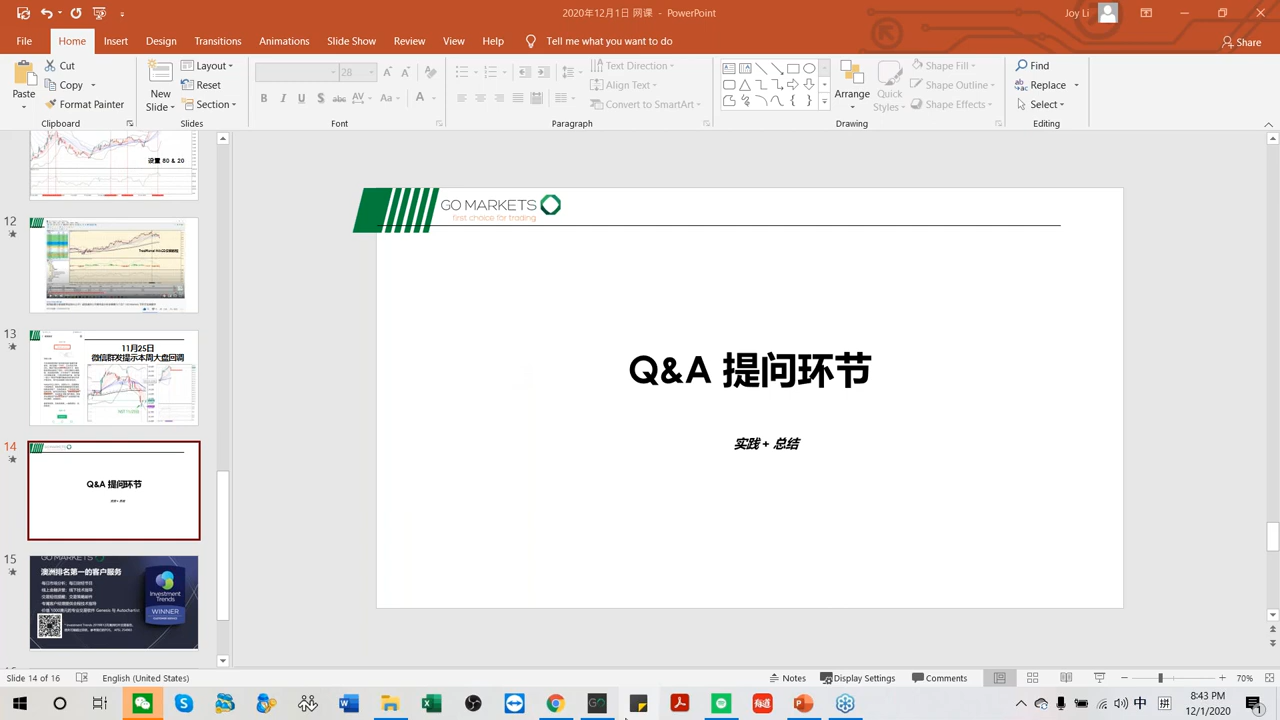 2020年12月1日 网课 - PowerPoint
Joy Li
File Home Insert Design Transitions Animations Slide Show Review View Help Tell me what you want to do Share
Paste
Cut
Copy
Format Painter
Clipboard
New Slide
Layout
Reset
Section
Slides
28
Font
Text Direction
Align Text
Convert to SmartArt
Paragraph
Arrange
Quick Styles
Shape Fill
Shape Outline
Shape Effects
Drawing
Find
Replace
Select
Editing
设置 80 & 20
12
13
11月25日
微信群发提示本周大盘回调
14
Q&A 提问环节
15
GO MARKETS
澳洲排名第一的客户服务
Investment Trends
WINNER
GO MARKETS
first choice for trading
Q&A 提问环节
实践 + 总结
Slide 14 of 16 English (United States) Notes Display Settings Comments 70%
中 拼 8:43 PM
12/1/2020